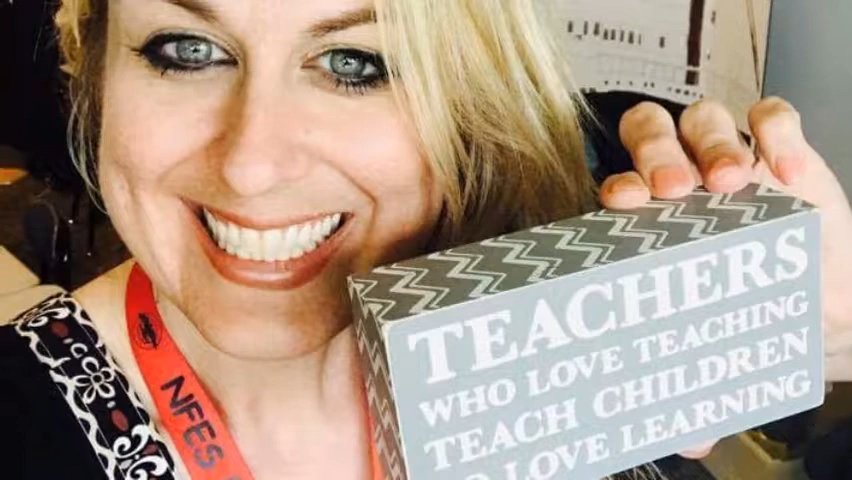 TEACHERS
WHO LOVE TEACHING
TEACH CHILDREN
LOVE LEARNING
NFES